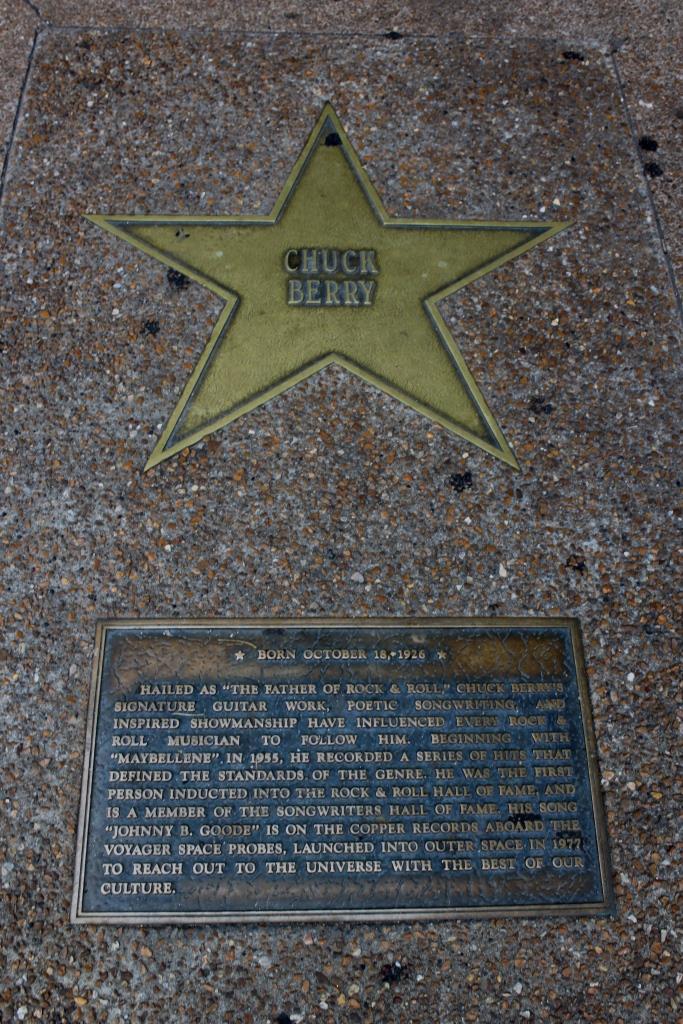 CHUCK
BERRY
★ BORN OCTOBER 18, 1926 ★
HAILED AS "THE FATHER OF ROCK & ROLL," CHUCK BERRY'S
SIGNATURE GUITAR WORK, POETIC SONGWRITING, AND
INSPIRED SHOWMANSHIP HAVE INFLUENCED EVERY ROCK &
ROLL MUSICIAN TO FOLLOW HIM. BEGINNING WITH
"MAYBELLENE" IN 1955, HE RECORDED A SERIES OF HITS THAT
DEFINED THE STANDARDS OF THE GENRE. HE WAS THE FIRST
PERSON INDUCTED INTO THE ROCK & ROLL HALL OF FAME, AND
IS A MEMBER OF THE SONGWRITERS HALL OF FAME. HIS SONG
"JOHNNY B. GOODE" IS ON THE COPPER RECORDS ABOARD THE
VOYAGER SPACE PROBES, LAUNCHED INTO OUTER SPACE IN 1977
TO REACH OUT TO THE UNIVERSE WITH THE BEST OF OUR
CULTURE.